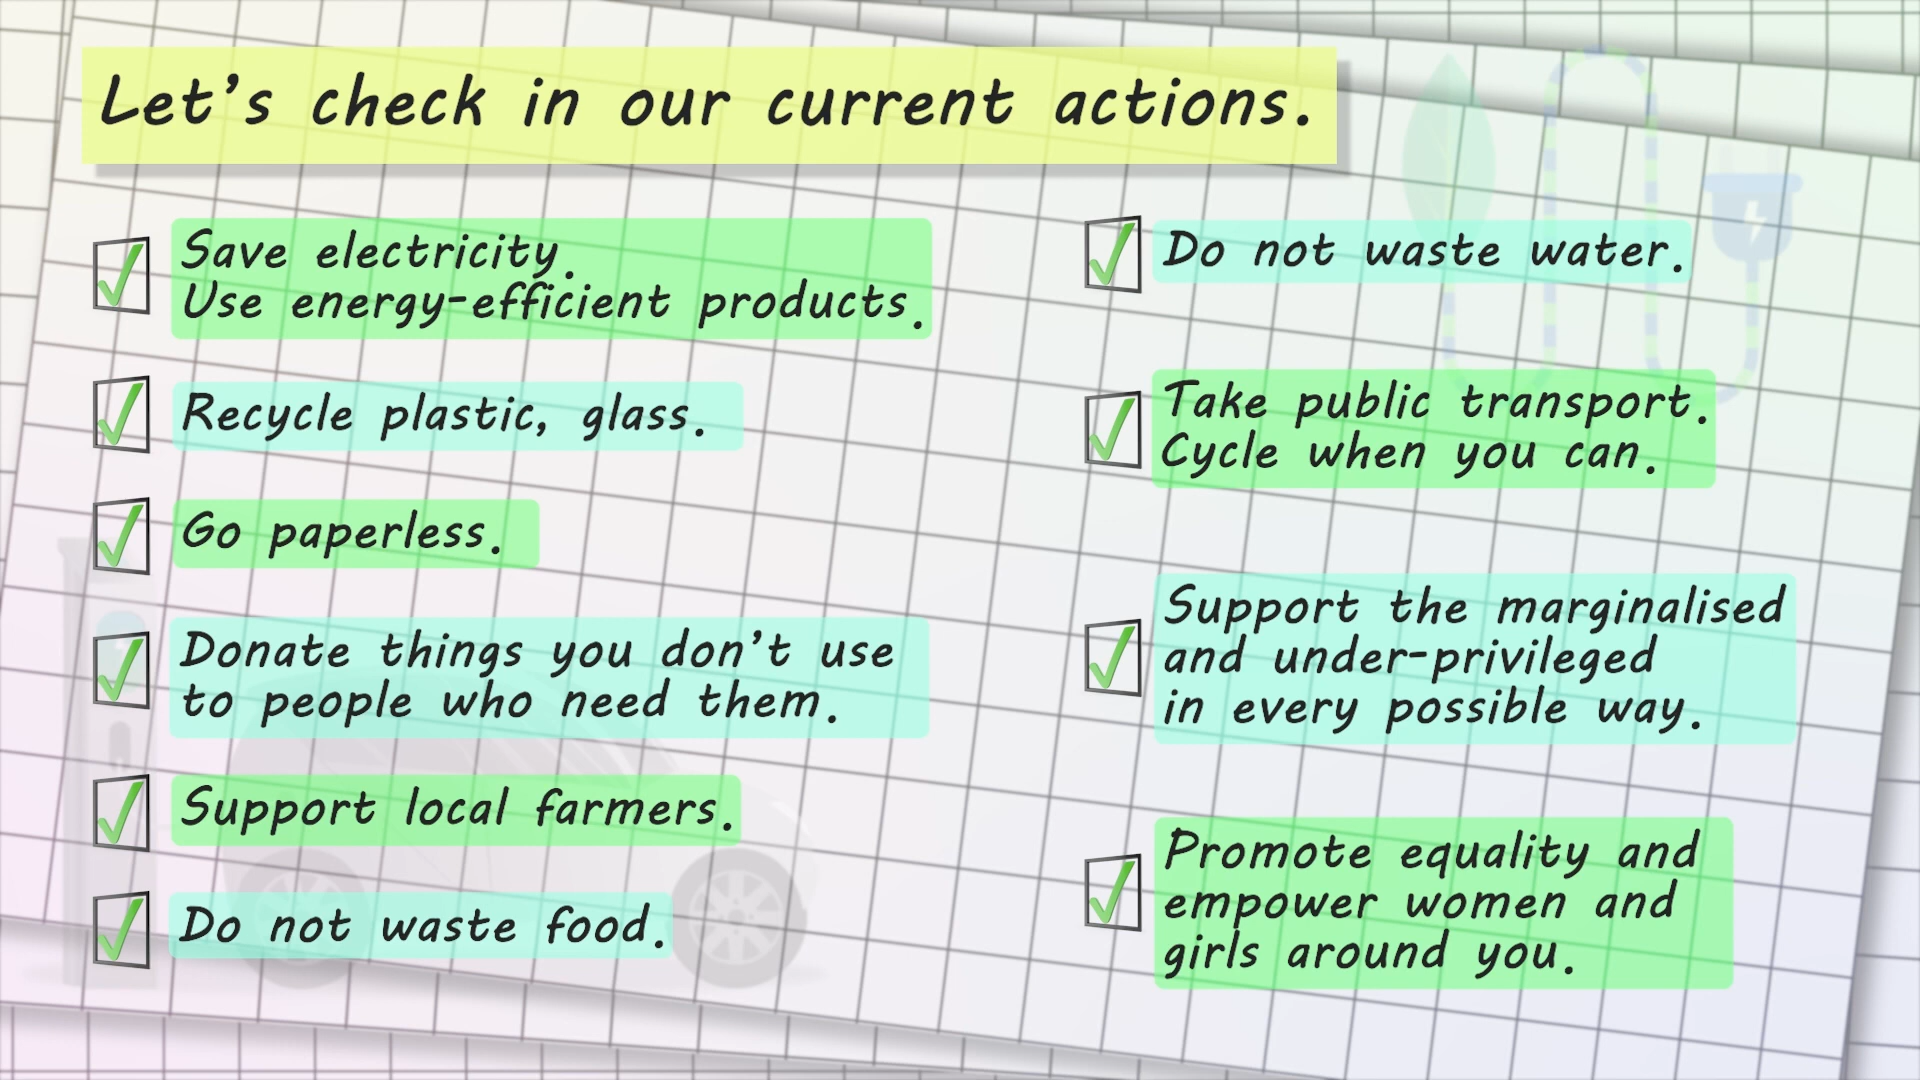 Let's check in our current actions.
Save electricity.
Use energy-efficient products.
Recycle plastic, glass.
Go paperless.
Donate things you don't use
to people who need them.
Support local farmers.
Do not waste food.
Do not waste water.
Take public transport.
Cycle when you can.
Support the marginalised
and under-privileged
in every possible way.
Promote equality and
empower women and
girls around you.